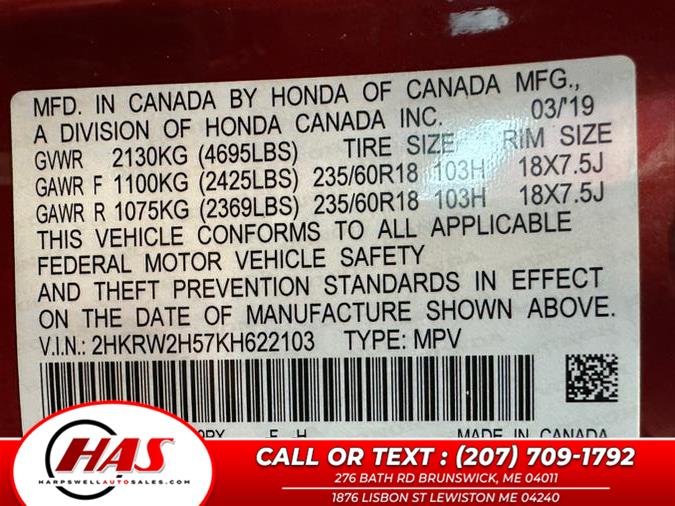 MFD. IN CANADA BY HONDA OF CANADA MFG.,
A DIVISION OF HONDA CANADA INC. 03/19
GVWR 2130KG (4695LBS) TIRE SIZE RIM SIZE
GAWR F 1100KG (2425LBS) 235/60R18 103H 18X7.5J
GAWR R 1075KG (2369LBS) 235/60R18 103H 18X7.5J
THIS VEHICLE CONFORMS TO ALL APPLICABLE
FEDERAL MOTOR VEHICLE SAFETY
AND THEFT PREVENTION STANDARDS IN EFFECT
ON THE DATE OF MANUFACTURE SHOWN ABOVE.
V.I.N.: 2HKRW2H57KH622103 TYPE: MPV
F H MADE IN CANADA
HAS
HARPSWELLAUTOSALES.COM
CALL OR TEXT : (207) 709-1792
276 BATH RD BRUNSWICK, ME 04011
1876 LISBON ST LEWISTON ME 04240